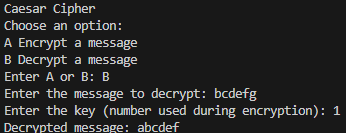 Caesar Cipher
Choose an option:
A Encrypt a message
B Decrypt a message
Enter A or B: B
Enter the message to decrypt: bcdefg
Enter the key (number used during encryption): 1
Decrypted message: abcdef